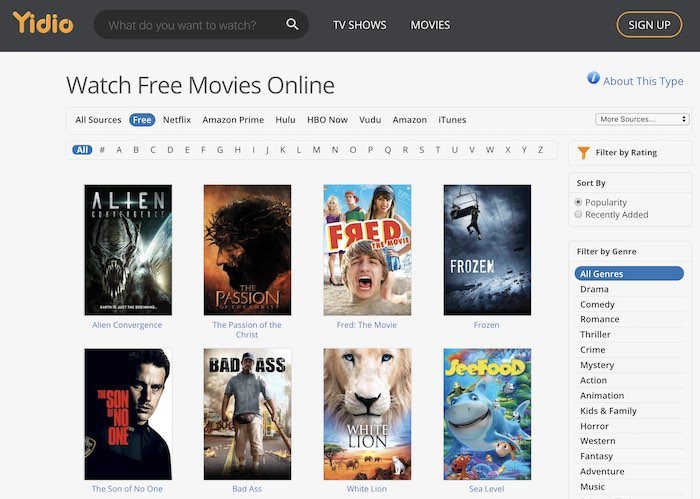 Yidio
What do you want to watch?
TV SHOWS
MOVIES
SIGN UP
Watch Free Movies Online
About This Type
All Sources Free Netflix Amazon Prime Hulu HBO Now Vudu Amazon iTunes
More Sources...
All # A B C D E F G H I J K L M N O P Q R S T U V W X Y Z
Filter by Rating
Sort By
Popularity
Recently Added
Filter by Genre
All Genres
Drama
Comedy
Romance
Thriller
Crime
Mystery
Action
Animation
Kids & Family
Horror
Western
Fantasy
Adventure
Music
ALIEN
CONVERGENCE
EARTH IS JUST THE BEGINNING...
Alien Convergence
THE
PASSION
OF THE CHRIST
The Passion of the
Christ
FRED
THE MOVIE
Fred: The Movie
FROZEN
Frozen
THE
SON
OF NO
ONE
The Son of No One
BAD ASS
Bad Ass
WHITE
LION
White Lion
SeeFooD
Sea Level